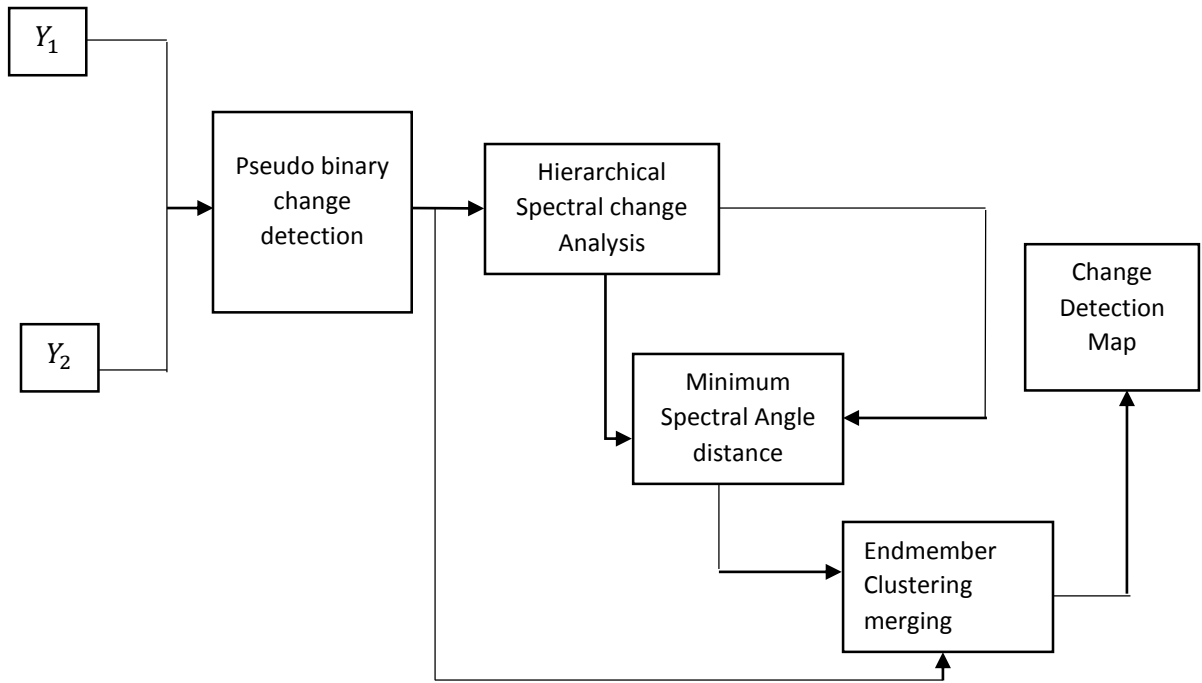 Y₁
Pseudo binary
change
detection
Hierarchical
Spectral change
Analysis
Change
Detection
Map
Y₂
Minimum
Spectral Angle
distance
Endmember
Clustering
merging